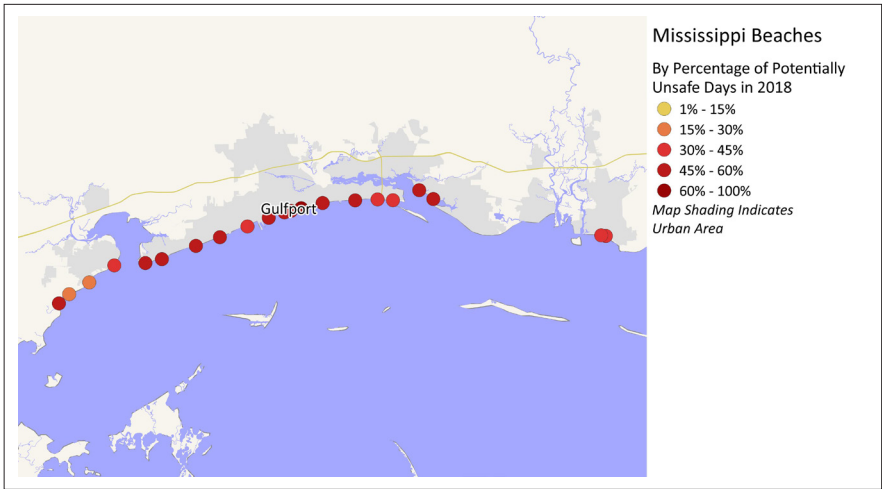 Mississippi Beaches
By Percentage of Potentially
Unsafe Days in 2018
1% - 15%
15% - 30%
30% - 45%
45% - 60%
60% - 100%
Map Shading Indicates
Urban Area
Gulfport